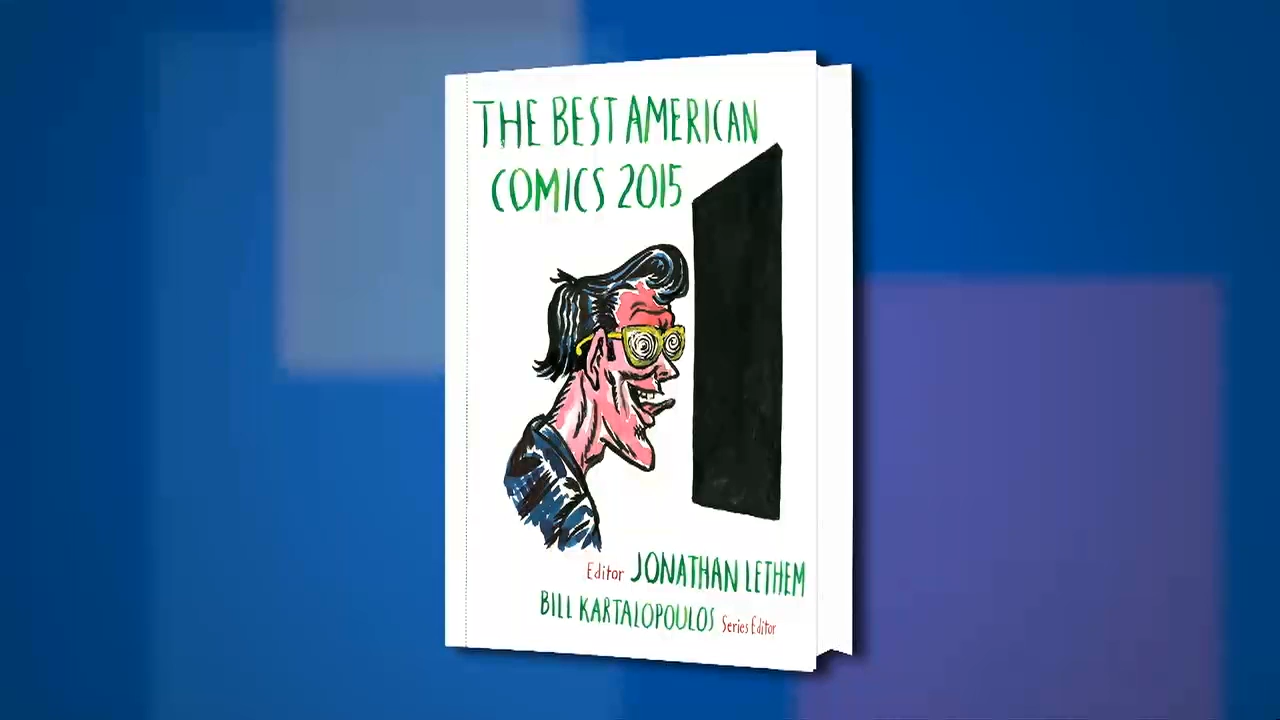 THE BEST AMERICAN
COMICS 2015
Editor JONATHAN LETHEM
BILL KARTALOPOULOS Series Editor